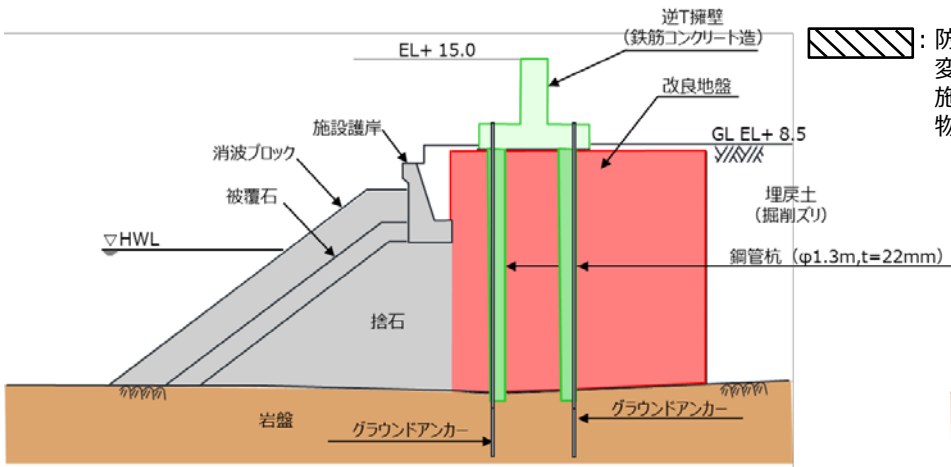 逆T擁壁
(鉄筋コンクリート造)
EL+ 15.0
改良地盤
施設護岸
GL EL+ 8.5
消波ブロック
被覆石
埋戻土
(掘削ズリ)
▽HWL
鋼管杭(φ1.3m,t=22mm)
捨石
岩盤
グラウンドアンカー
グラウンドアンカー
:防
変
施
物